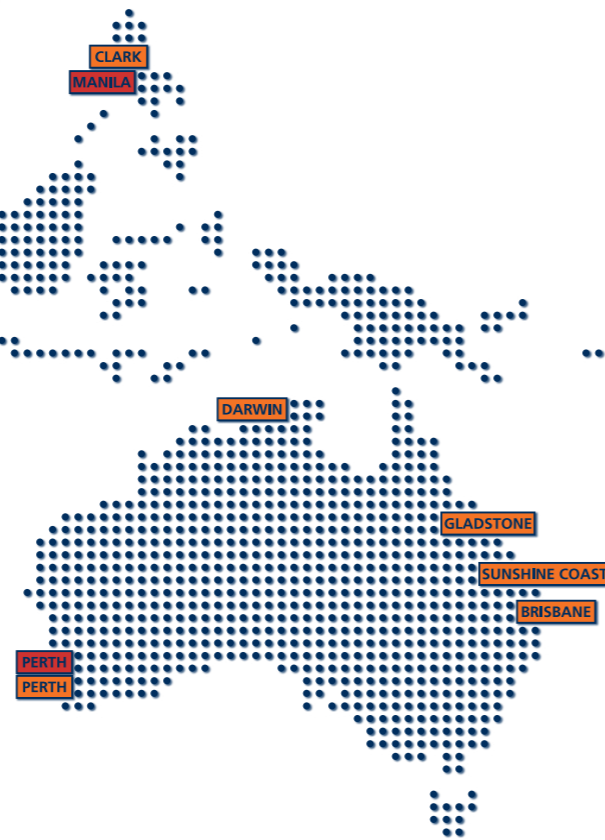 CLARK
MANILA
DARWIN
GLADSTONE
SUNSHINE COAST
BRISBANE
PERTH
PERTH